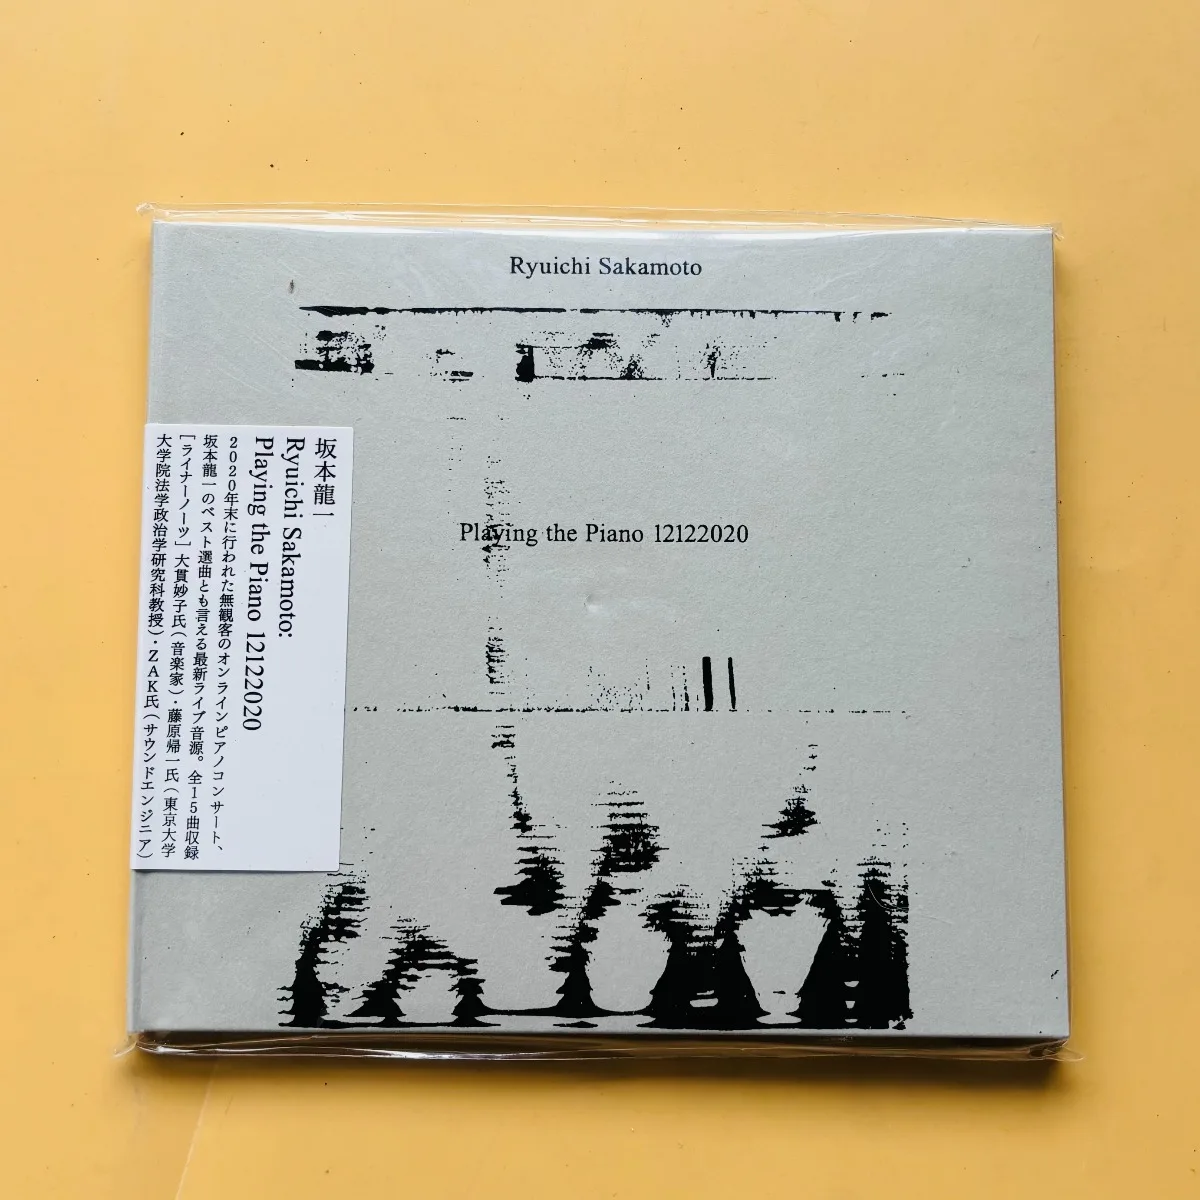 Ryuichi Sakamoto
Playing the Piano 12122020
坂本龍一
Ryuichi Sakamoto:
Playing the Piano 12122020
2020年末に行われた無観客のオンラインピアノコンサート、
坂本龍一のベスト選曲とも言える最新ライブ音源。全15曲収録
［ライナーノーツ］大貫妙子氏（音楽家）・藤原帰一氏（東京大学
大学院法学政治学研究科教授）・ZAK氏（サウンドエンジニア）